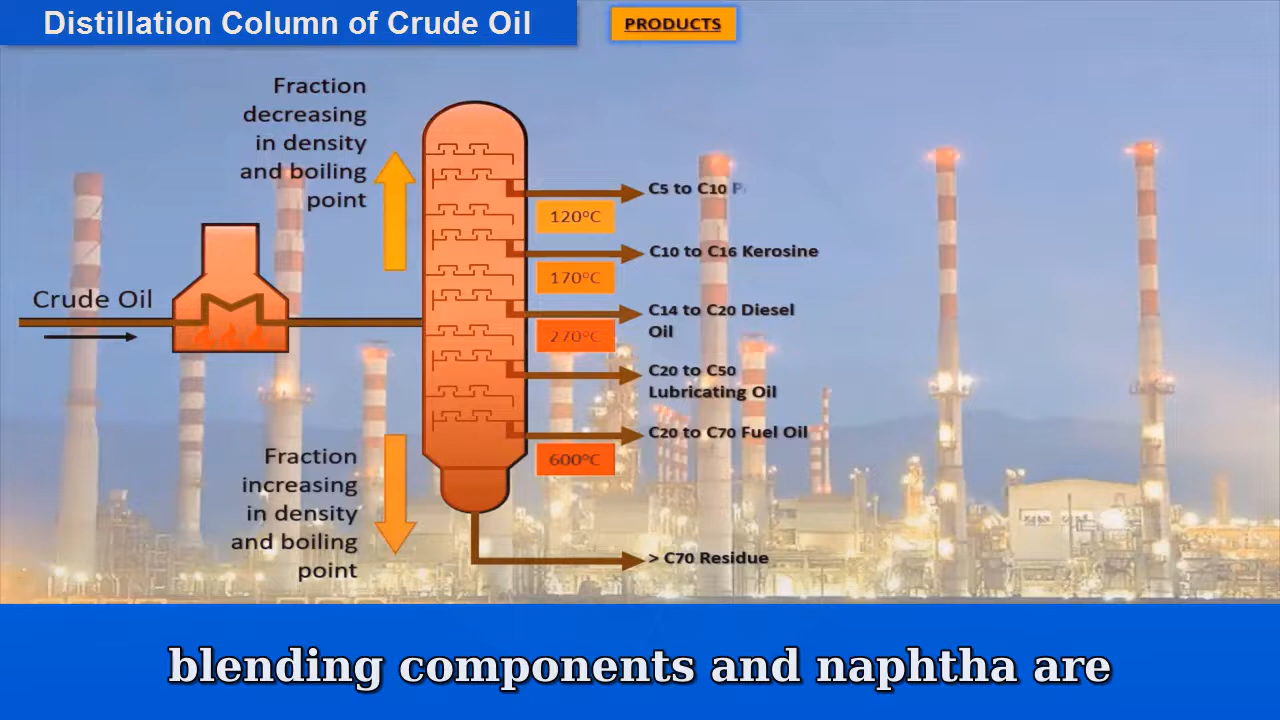 Distillation Column of Crude Oil
PRODUCTS
Fraction
decreasing
in density
and boiling
point
C5 to C10
120°C
C10 to C16 Kerosine
170°C
Crude Oil
C14 to C20 Diesel
Oil
270°C
C20 to C50
Lubricating Oil
C20 to C70 Fuel Oil
600°C
Fraction
increasing
in density
and boiling
point
> C70 Residue
blending components and naphtha are